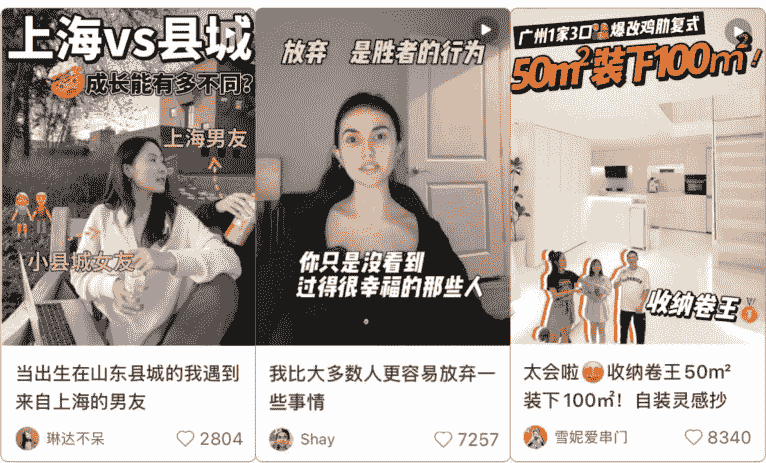 上海vs县城
成长能有多不同？
上海男友
小县城女友
当出生在山东县城的我遇到
来自上海的男友
琳达不呆
2804
放弃 是胜者的行为
你只是没看到
过得很幸福的那些人
我比大多数人更容易放弃一
些事情
Shay
7257
广州1家3口爆改鸡肋复式
50㎡装下100㎡！
收纳卷王
太会啦收纳卷王50m²
装下100㎡！自装灵感抄
雪妮爱串门
8340